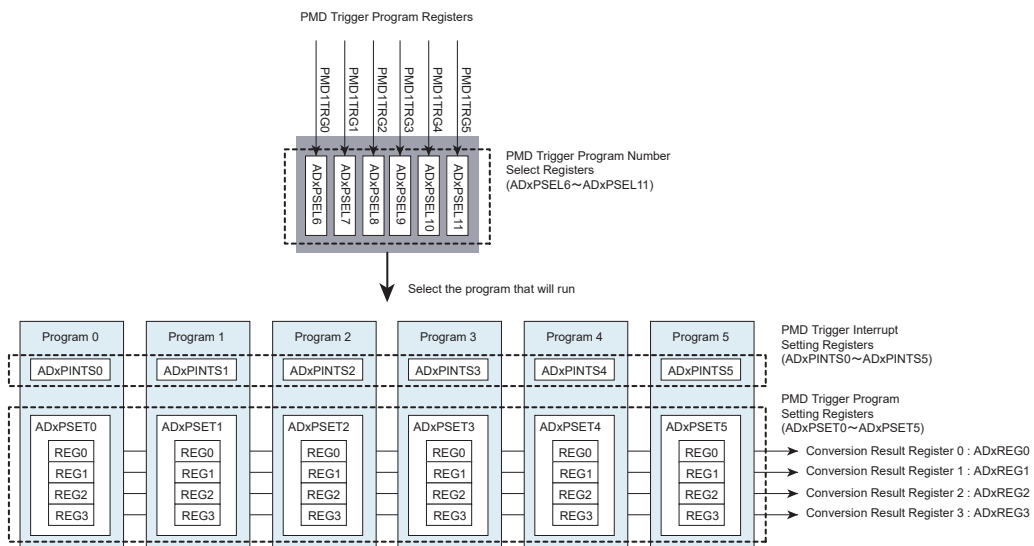 PMD Trigger Program Registers
PMD1TRG0
PMD1TRG1
PMD1TRG2
PMD1TRG3
PMD1TRG4
PMD1TRG5
ADxPSEL6
ADxPSEL7
ADxPSEL8
ADxPSEL9
ADxPSEL10
ADxPSEL11
PMD Trigger Program Number
Select Registers
(ADxPSEL6～ADxPSEL11)
Select the program that will run
Program 0
Program 1
Program 2
Program 3
Program 4
Program 5
PMD Trigger Interrupt
Setting Registers
(ADxPINTS0～ADxPINTS5)
ADxPINTS0
ADxPINTS1
ADxPINTS2
ADxPINTS3
ADxPINTS4
ADxPINTS5
PMD Trigger Program
Setting Registers
(ADxPSET0～ADxPSET5)
ADxPSET0
REG0
REG1
REG2
REG3
ADxPSET1
REG0
REG1
REG2
REG3
ADxPSET2
REG0
REG1
REG2
REG3
ADxPSET3
REG0
REG1
REG2
REG3
ADxPSET4
REG0
REG1
REG2
REG3
ADxPSET5
REG0
REG1
REG2
REG3
Conversion Result Register 0 : ADxREG0
Conversion Result Register 1 : ADxREG1
Conversion Result Register 2 : ADxREG2
Conversion Result Register 3 : ADxREG3